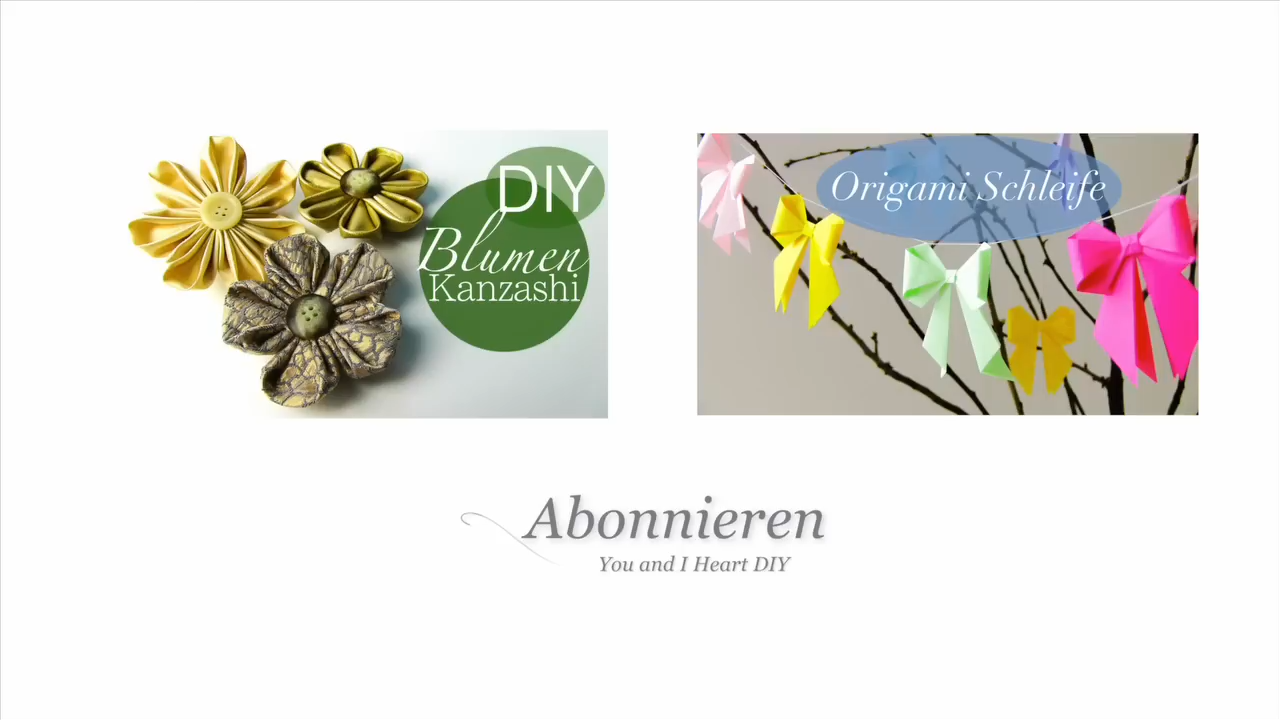 DIY
Blumen
Kanzashi
Origami Schleife
Abonnieren
You and I Heart DIY